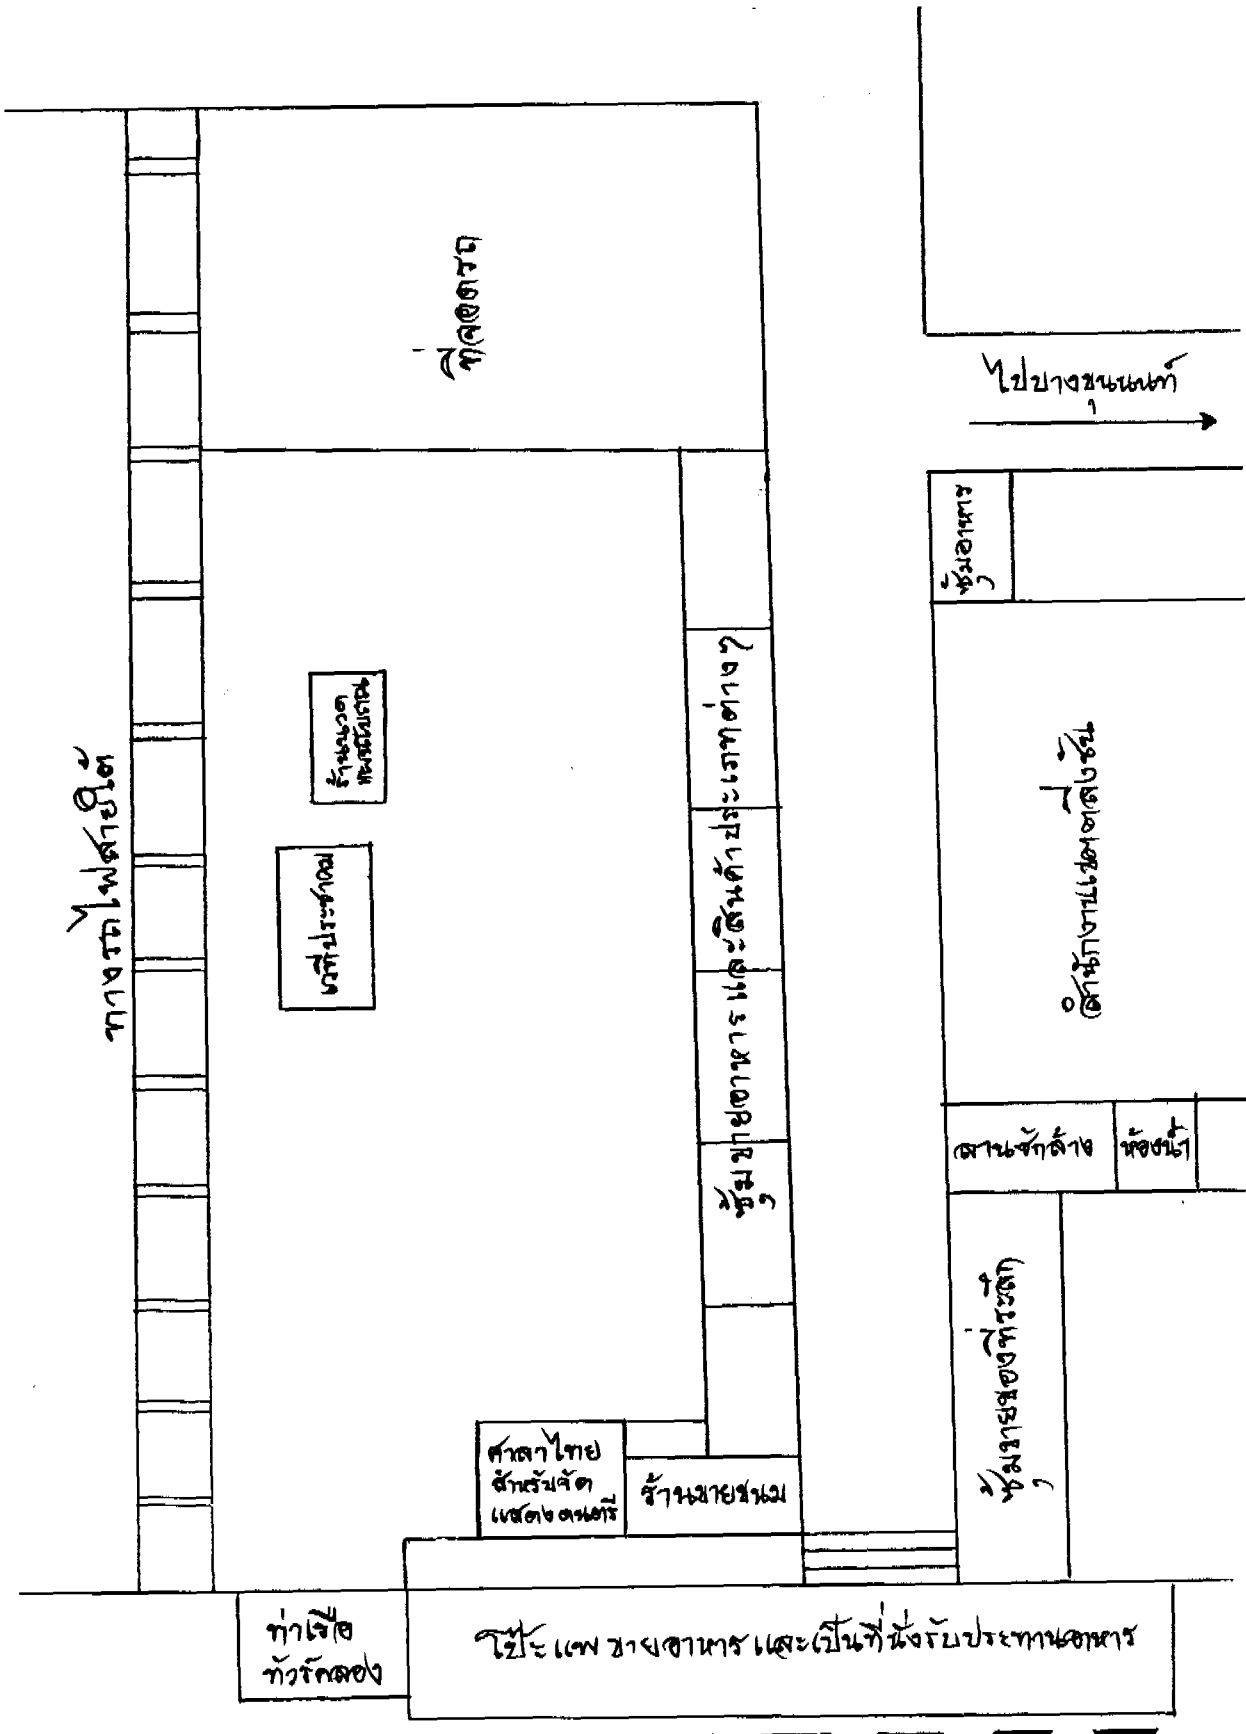 ที่จอดรถ
ไปบางขุนนนท์
ซุ้มอาหาร
ร้านนวด
แผนโบราณ
เวทีประชาคม
ทางรถไฟสายใต้
ซุ้มขายอาหารและสินค้าประเภทต่างๆ
สำนักงานเขตตลิ่งชัน
ลานซักล้าง
ห้องน้ำ
ซุ้มขายของที่ระลึก
ศาลาไทย
สำหรับจัด
แสดงดนตรี
ร้านขายขนม
ท่าเรือ
ทัวร์คลอง
โป๊ะแพขายอาหารและเป็นที่นั่งรับประทานอาหาร